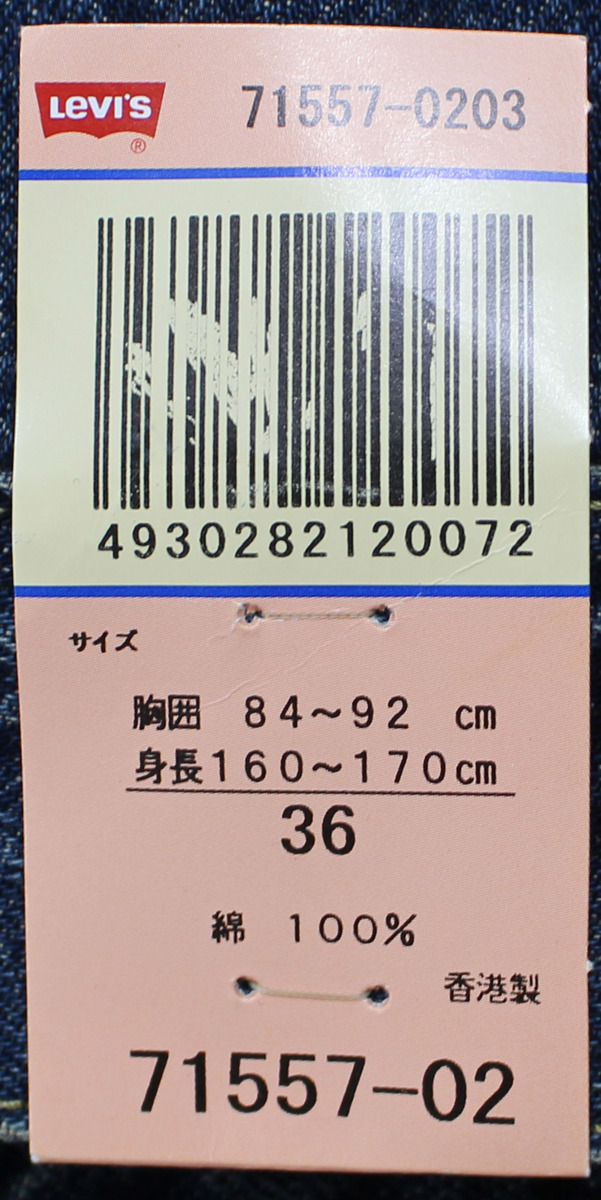 LEVI'S ®
71557-0203
4930282120072
サイズ
胸囲 84～92 cm
身長160～170cm
36
綿 100%
香港製
71557-02